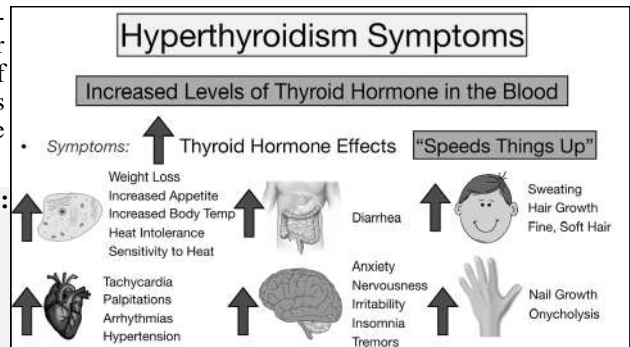 Hyperthyroidism Symptoms
Increased Levels of Thyroid Hormone in the Blood
• Symptoms: Thyroid Hormone Effects "Speeds Things Up"
Weight Loss
Increased Appetite
Increased Body Temp
Heat Intolerance
Sensitivity to Heat
Diarrhea
Sweating
Hair Growth
Fine, Soft Hair
Tachycardia
Palpitations
Arrhythmias
Hypertension
Anxiety
Nervousness
Irritability
Insomnia
Tremors
Nail Growth
Onycholysis